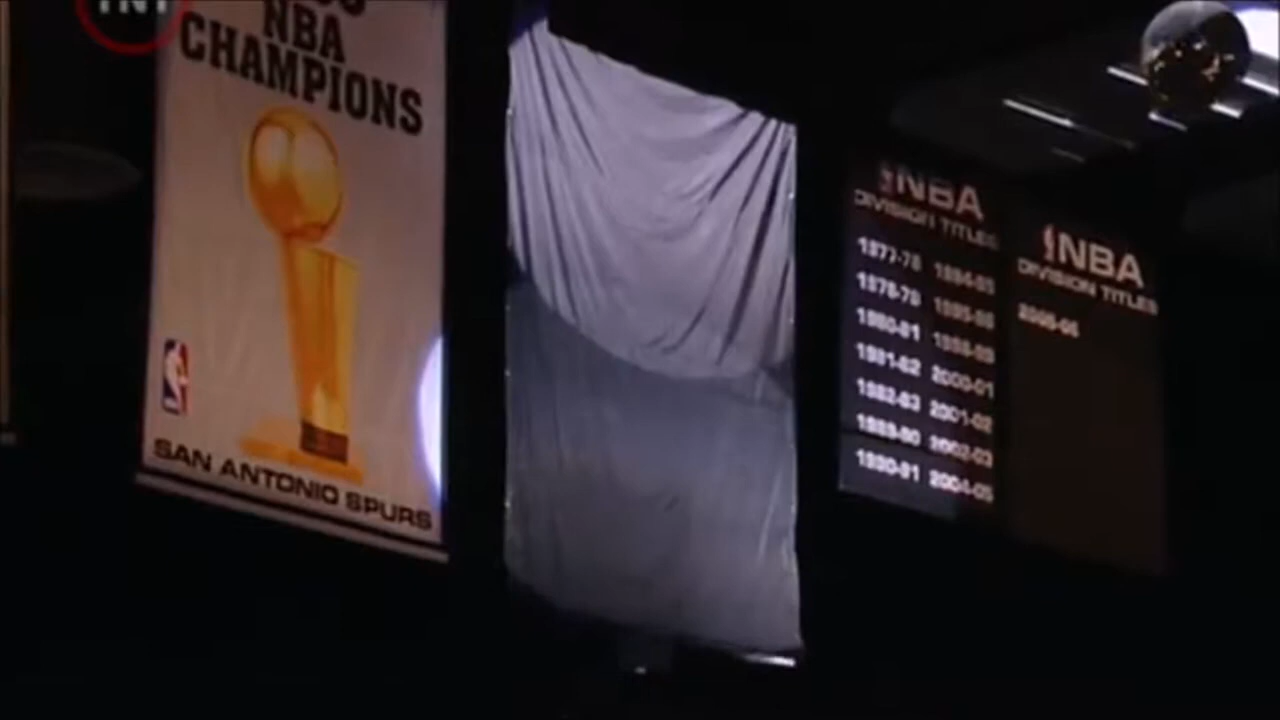 TNT
NBA
CHAMPIONS
SAN ANTONIO SPURS
NBA
DIVISION TITLES
1977-78 1994-95
1978-79 1995-96
1980-81 1998-99
1981-82 2000-01
1982-83 2001-02
1989-90 2002-03
1990-91 2004-05
NBA
DIVISION TITLES
2005-06